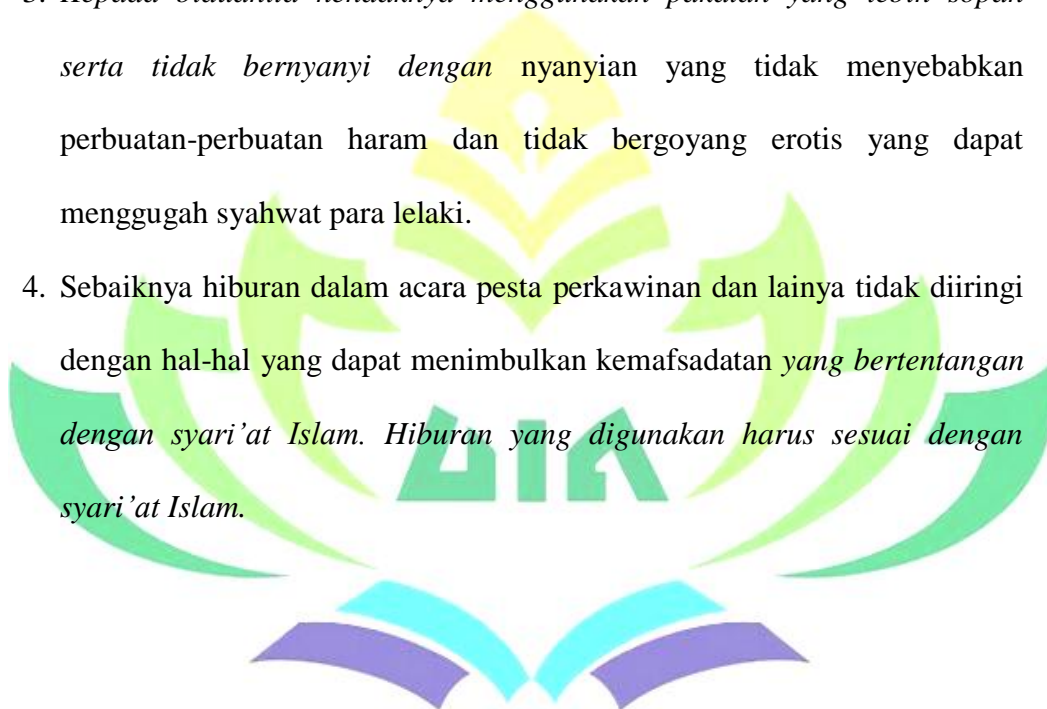 serta tidak bernyanyi dengan nyanyian yang tidak menyebabkan
perbuatan-perbuatan haram dan tidak bergoyang erotis yang dapat
menggugah syahwat para lelaki.
4. Sebaiknya hiburan dalam acara pesta perkawinan dan lainya tidak diiringi
dengan hal-hal yang dapat menimbulkan kemafsadatan yang bertentangan
dengan syari’at Islam. Hiburan yang digunakan harus sesuai dengan
syari’at Islam.